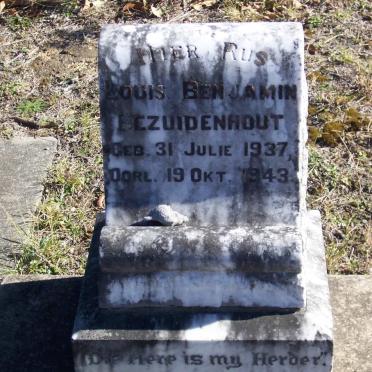 Hier Rus
Louis Benjamin
Bezuidenhout
Geb. 31 Julie 1937,
Oorl. 19 Okt. 1943.
"Die Here is my Herder."